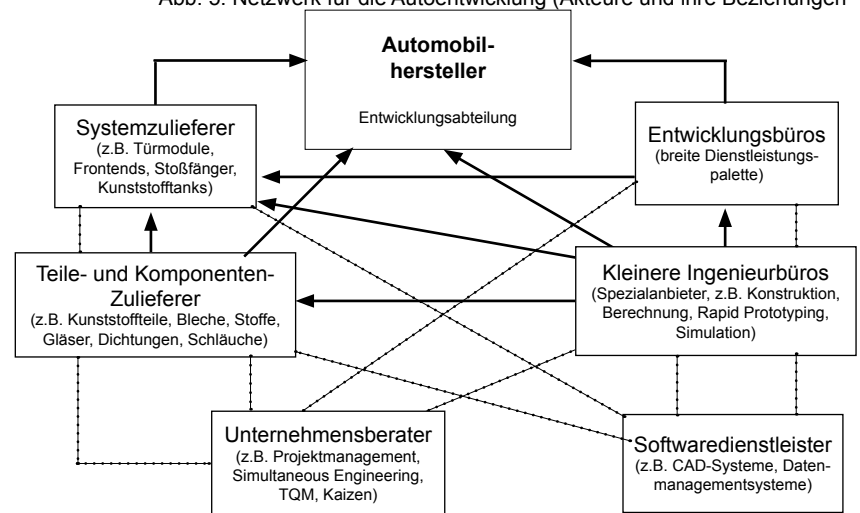 Abb. 3: Netzwerk für die Autoentwicklung (Akteure und ihre Beziehungen
Automobil-
hersteller
Entwicklungsabteilung
Systemzulieferer
(z.B. Türmodule,
Frontends, Stoßfänger,
Kunststofftanks)
Entwicklungsbüros
(breite Dienstleistungs-
palette)
Teile- und Komponenten-
Zulieferer
(z.B. Kunststoffteile, Bleche, Stoffe,
Gläser, Dichtungen, Schläuche)
Kleinere Ingenieurbüros
(Spezialanbieter, z.B. Konstruktion,
Berechnung, Rapid Prototyping,
Simulation)
Unternehmensberater
(z.B. Projektmanagement,
Simultaneous Engineering,
TQM, Kaizen)
Softwaredienstleister
(z.B. CAD-Systeme, Daten-
managementsysteme)